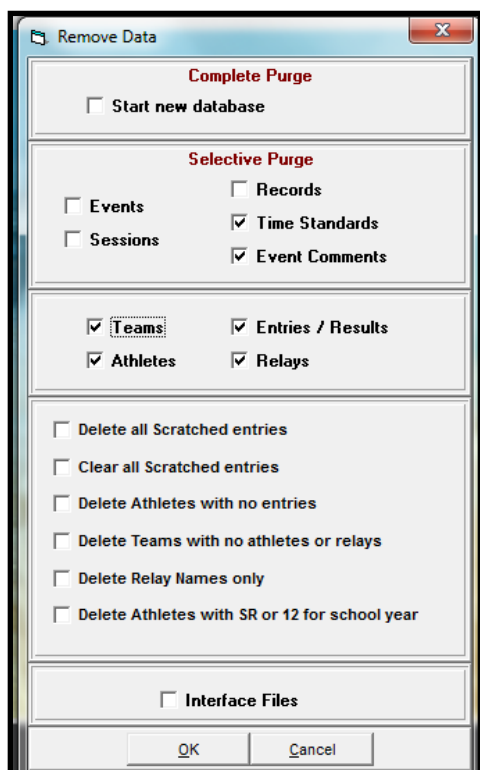 Remove Data
Complete Purge
Start new database
Selective Purge
Events
Sessions
Records
Time Standards
Event Comments
Teams
Athletes
Entries / Results
Relays
Delete all Scratched entries
Clear all Scratched entries
Delete Athletes with no entries
Delete Teams with no athletes or relays
Delete Relay Names only
Delete Athletes with SR or 12 for school year
Interface Files
OK
Cancel